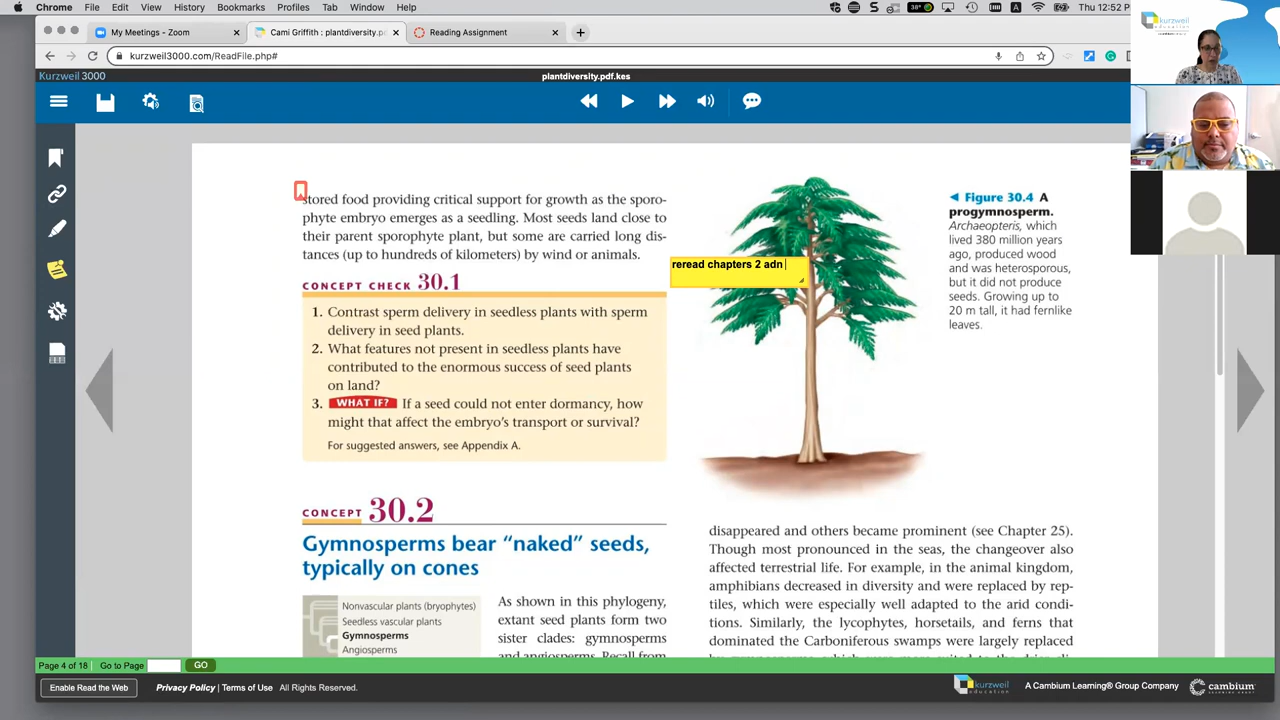 Chrome File Edit View History Bookmarks Profiles Tab Window Help
38°
A
Thu 12:52 P
My Meetings - Zoom
Cami Griffith : plantdiversity.pd
Reading Assessment
kurzweil3000.com/ReadFile.php#
Kurzweil 3000
plantdiversity.pdf.kes
kurzweil
education
stored food providing critical support for growth as the sporo-
phyte embryo emerges as a seedling. Most seeds land close to
their parent sporophyte plant, but some are carried long dis-
tances (up to hundreds of kilometers) by wind or animals.
CONCEPT CHECK 30.1
1. Contrast sperm delivery in seedless plants with sperm
delivery in seed plants.
2. What features not present in seedless plants have
contributed to the enormous success of seed plants
on land?
3. WHAT IF? If a seed could not enter dormancy, how
might that affect the embryo's transport or survival?
For suggested answers, see Appendix A.
CONCEPT 30.2
Gymnosperms bear “naked” seeds,
typically on cones
Nonvascular plants (bryophytes)
Seedless vascular plants
Gymnosperms
Angiosperms
As shown in this phylogeny,
extant seed plants form two
sister clades: gymnosperms
and angiosperms. Recall from
reread chapters 2 adn
◄ Figure 30.4 A
progymnosperm.
Archaeopteris, which
lived 380 million years
ago, produced wood
and was heterosporous,
but it did not produce
seeds. Growing up to
20 m tall, it had fernlike
leaves.
disappeared and others became prominent (see Chapter 25).
Though most pronounced in the seas, the changeover also
affected terrestrial life. For example, in the animal kingdom,
amphibians decreased in diversity and were replaced by rep-
tiles, which were especially well adapted to the arid condi-
tions. Similarly, the lycophytes, horsetails, and ferns that
dominated the Carboniferous swamps were largely replaced
Page 4 of 18 Go to Page GO
Enable Read the Web Privacy Policy | Terms of Use All Rights Reserved.
kurzweil
education
A Cambium Learning® Group Company
cambium